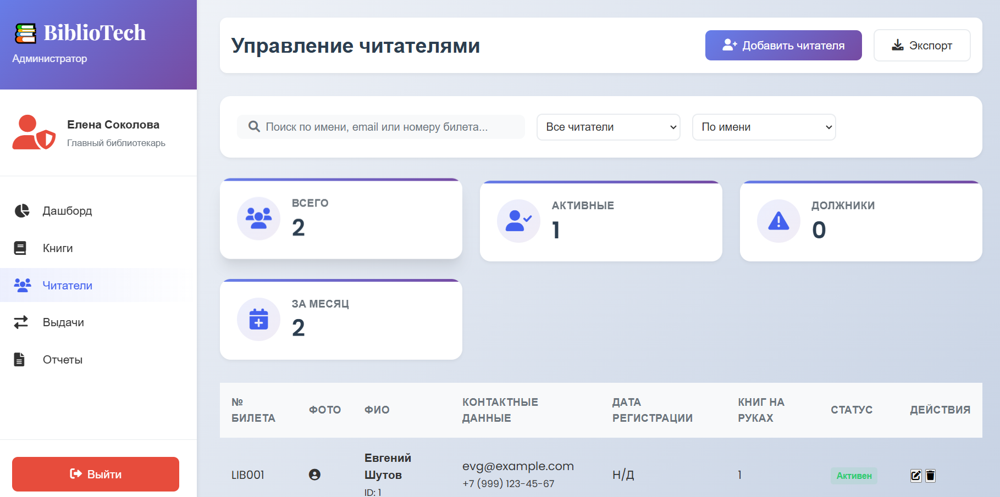 BiblioTech
Администратор
Елена Соколова
Главный библиотекарь
Дашборд
Книги
Читатели
Выдачи
Отчеты
Выйти
Управление читателями
Добавить читателя
Экспорт
Поиск по имени, email или номеру билета...
Все читатели
По имени
ВСЕГО
2
АКТИВНЫЕ
1
ДОЛЖНИКИ
0
ЗА МЕСЯЦ
2
№
БИЛЕТА
ФОТО
ФИО
КОНТАКТНЫЕ
ДАННЫЕ
ДАТА
РЕГИСТРАЦИИ
КНИГ НА
РУКАХ
СТАТУС
ДЕЙСТВИЯ
LIB001
Евгений
Шутов
ID: 1
evg@example.com
+7 (999) 123-45-67
Н/Д
1
Активен